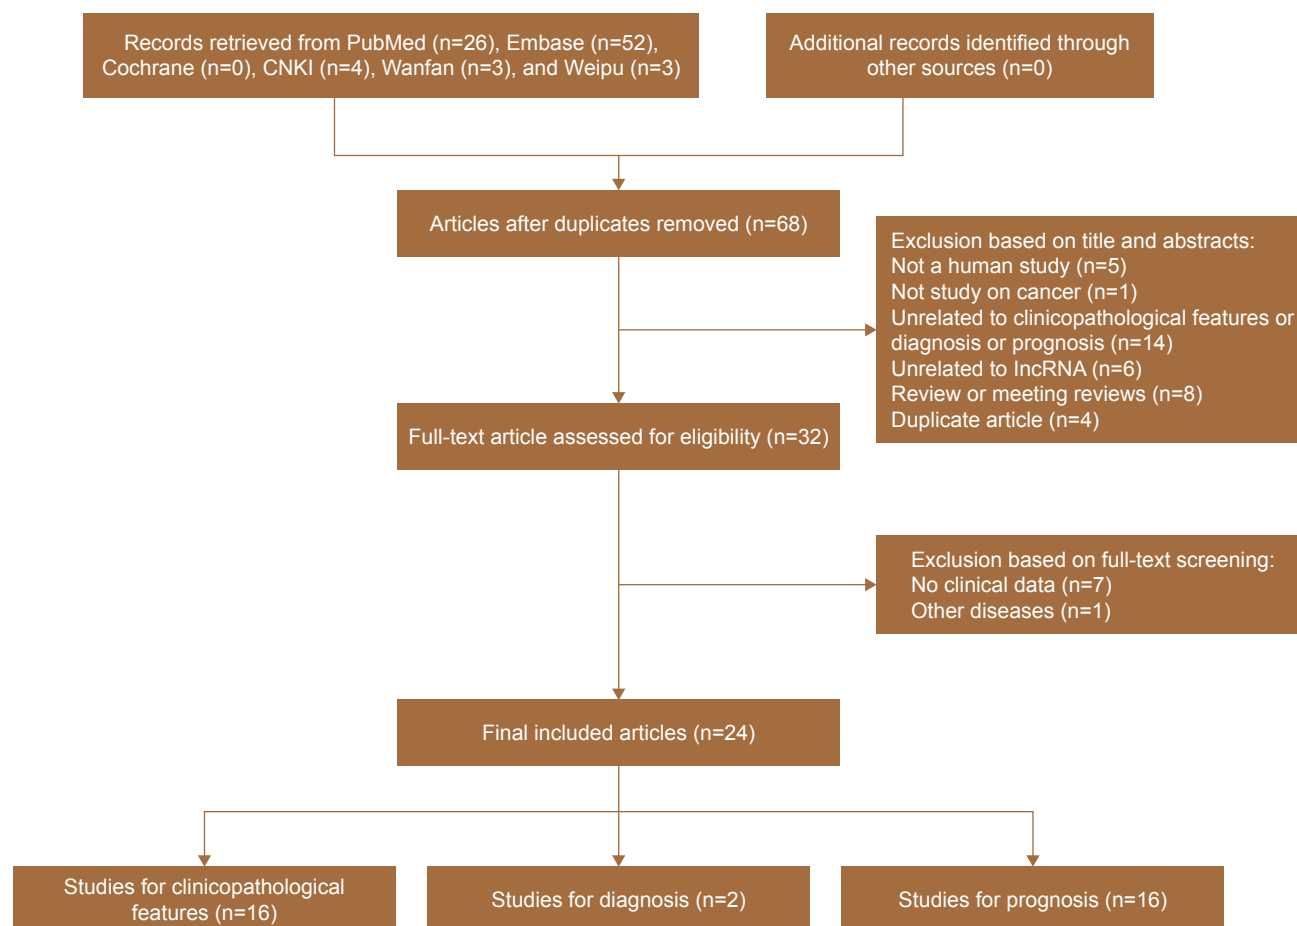 Records retrieved from PubMed (n=26), Embase (n=52),
Cochrane (n=0), CNKI (n=4), Wanfan (n=3), and Weipu (n=3)
Additional records identified through
other sources (n=0)
Articles after duplicates removed (n=68)
Exclusion based on title and abstracts:
Not a human study (n=5)
Not study on cancer (n=1)
Unrelated to clinicopathological features or
diagnosis or prognosis (n=14)
Unrelated to lncRNA (n=6)
Review or meeting reviews (n=8)
Duplicate article (n=4)
Full-text article assessed for eligibility (n=32)
Exclusion based on full-text screening:
No clinical data (n=7)
Other diseases (n=1)
Final included articles (n=24)
Studies for clinicopathological
features (n=16)
Studies for diagnosis (n=2)
Studies for prognosis (n=16)